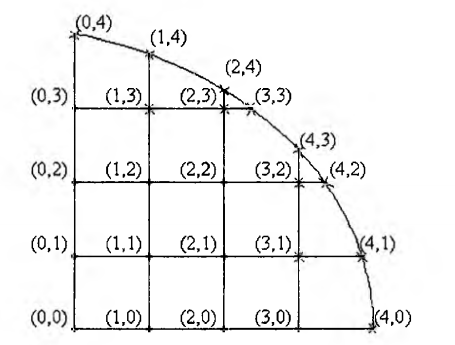 (0,4)
(1,4)
(2,4)
(0,3) (1,3) (2,3) (3,3)
(4,3)
(0,2) (1,2) (2,2) (3,2) (4,2)
(0,1) (1,1) (2,1) (3,1) (4,1)
(0,0) (1,0) (2,0) (3,0) (4,0)